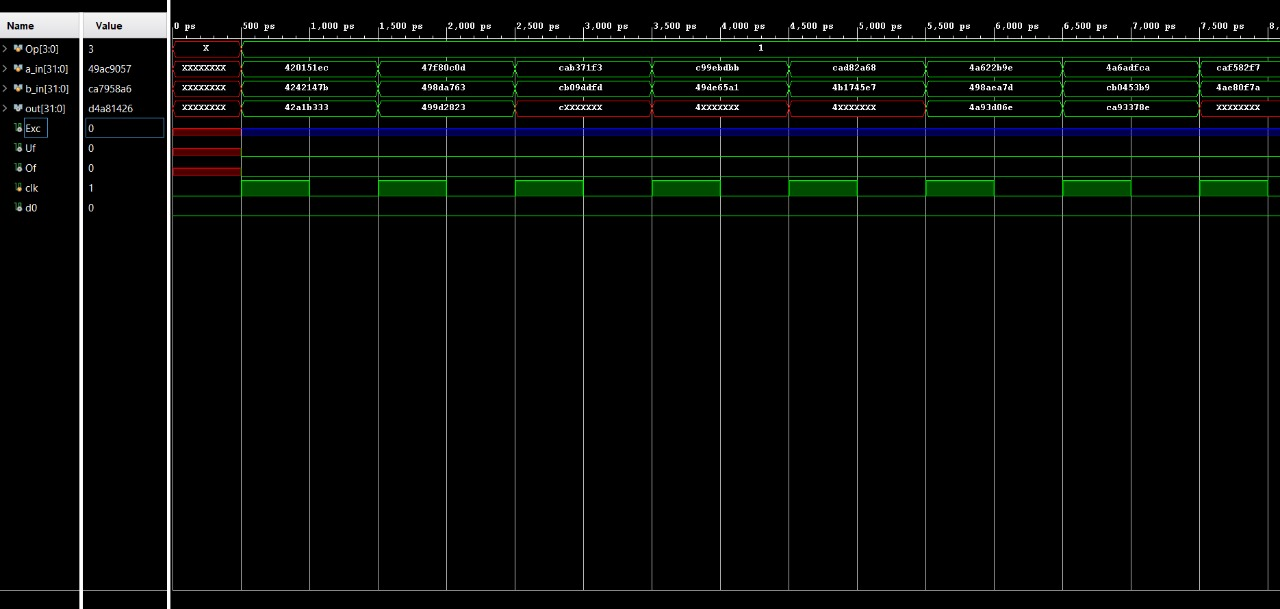 Name Value 0 ps 500 ps 1,000 ps 1,500 ps 2,000 ps 2,500 ps 3,000 ps 3,500 ps 4,000 ps 4,500 ps 5,000 ps 5,500 ps 6,000 ps 6,500 ps 7,000 ps 7,500 ps 8,
Op[3:0] 3 X 1
a_in[31:0] 49ac9057 XXXXXXXX 420151ec 47f80c0d cab371f3 c99ebdbb cad82a68 4a622b9e 4a6adfca caf582f7
b_in[31:0] ca7958a6 XXXXXXXX 4242147b 498da763 cb09ddfd 49de65a1 4b1745e7 498aea7d cb0453b9 4ae80f7a
out[31:0] d4a81426 XXXXXXXX 42a1b333 499d2823 cXXXXXXX 4XXXXXXX 4XXXXXXX 4a93d06e ca93378e XXXXXXXX
Exc 0
Uf 0
Of 0
clk 1
d0 0